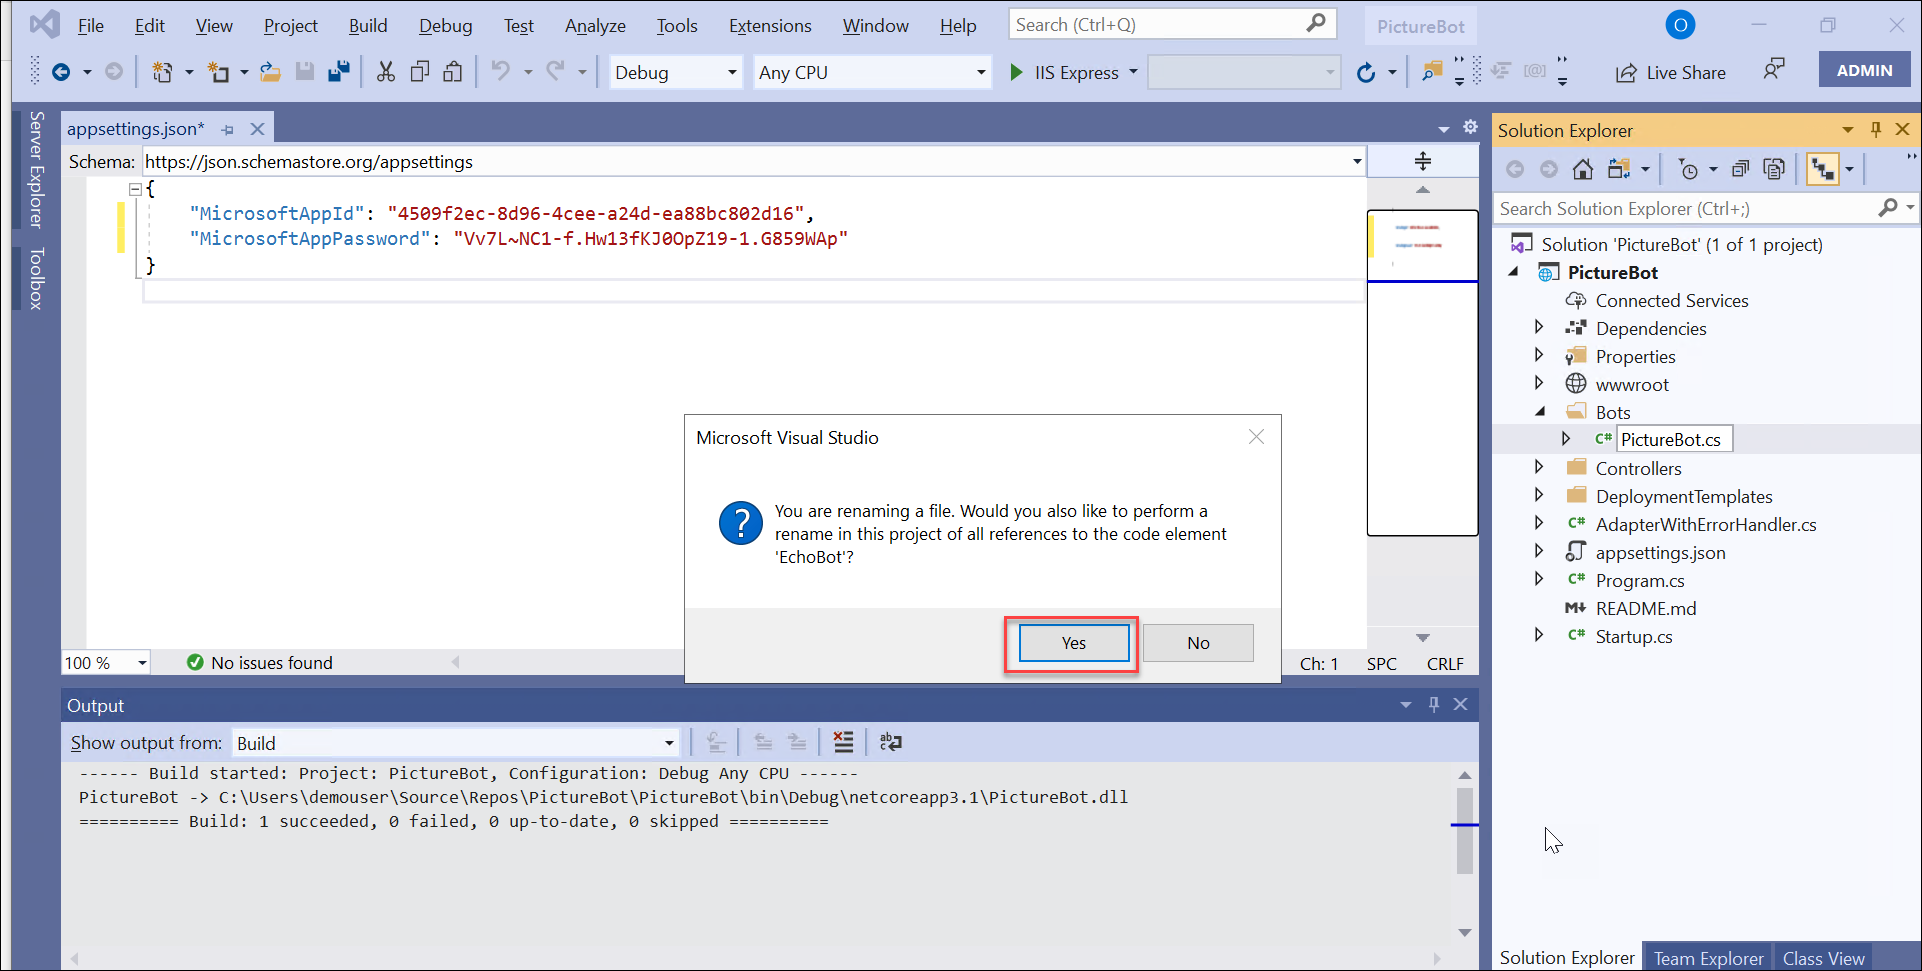 File Edit View Project Build Debug Test Analyze Tools Extensions Window Help Search (Ctrl+Q) PictureBot O
Debug Any CPU IIS Express Live Share ADMIN
Server Explorer
Toolbox
appsettings.json*
Schema: https://json.schemastore.org/appsettings
{
"MicrosoftAppId": "4509f2ec-8d96-4cee-a24d-ea88bc802d16",
"MicrosoftAppPassword": "Vv7L~NC1-f.Hw13fKJ0OpZ19-1.G859WAp"
}
100 % No issues found Ch: 1 SPC CRLF
Microsoft Visual Studio
You are renaming a file. Would you also like to perform a
rename in this project of all references to the code element
'EchoBot'?
Yes No
Output
Show output from: Build
------ Build started: Project: PictureBot, Configuration: Debug Any CPU ------
PictureBot -> C:\Users\demouser\Source\Repos\PictureBot\PictureBot\bin\Debug\netcoreapp3.1\PictureBot.dll
========== Build: 1 succeeded, 0 failed, 0 up-to-date, 0 skipped ==========
Solution Explorer
Search Solution Explorer (Ctrl+;)
Solution 'PictureBot' (1 of 1 project)
PictureBot
Connected Services
Dependencies
Properties
wwwroot
Bots
C# PictureBot.cs
Controllers
DeploymentTemplates
C# AdapterWithErrorHandler.cs
appsettings.json
C# Program.cs
M README.md
C# Startup.cs
Solution Explorer Team Explorer Class View